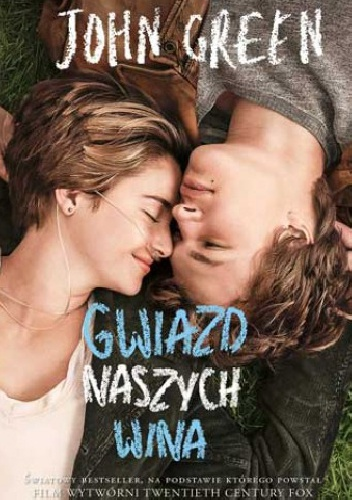 JOHN GREEN
GWIAZD
NASZYCH
WINA
ŚWIATOWY BESTSELLER, NA PODSTAWIE KTÓREGO POWSTAŁ
FILM WYTWÓRNI TWENTIETH CENTURY FOX